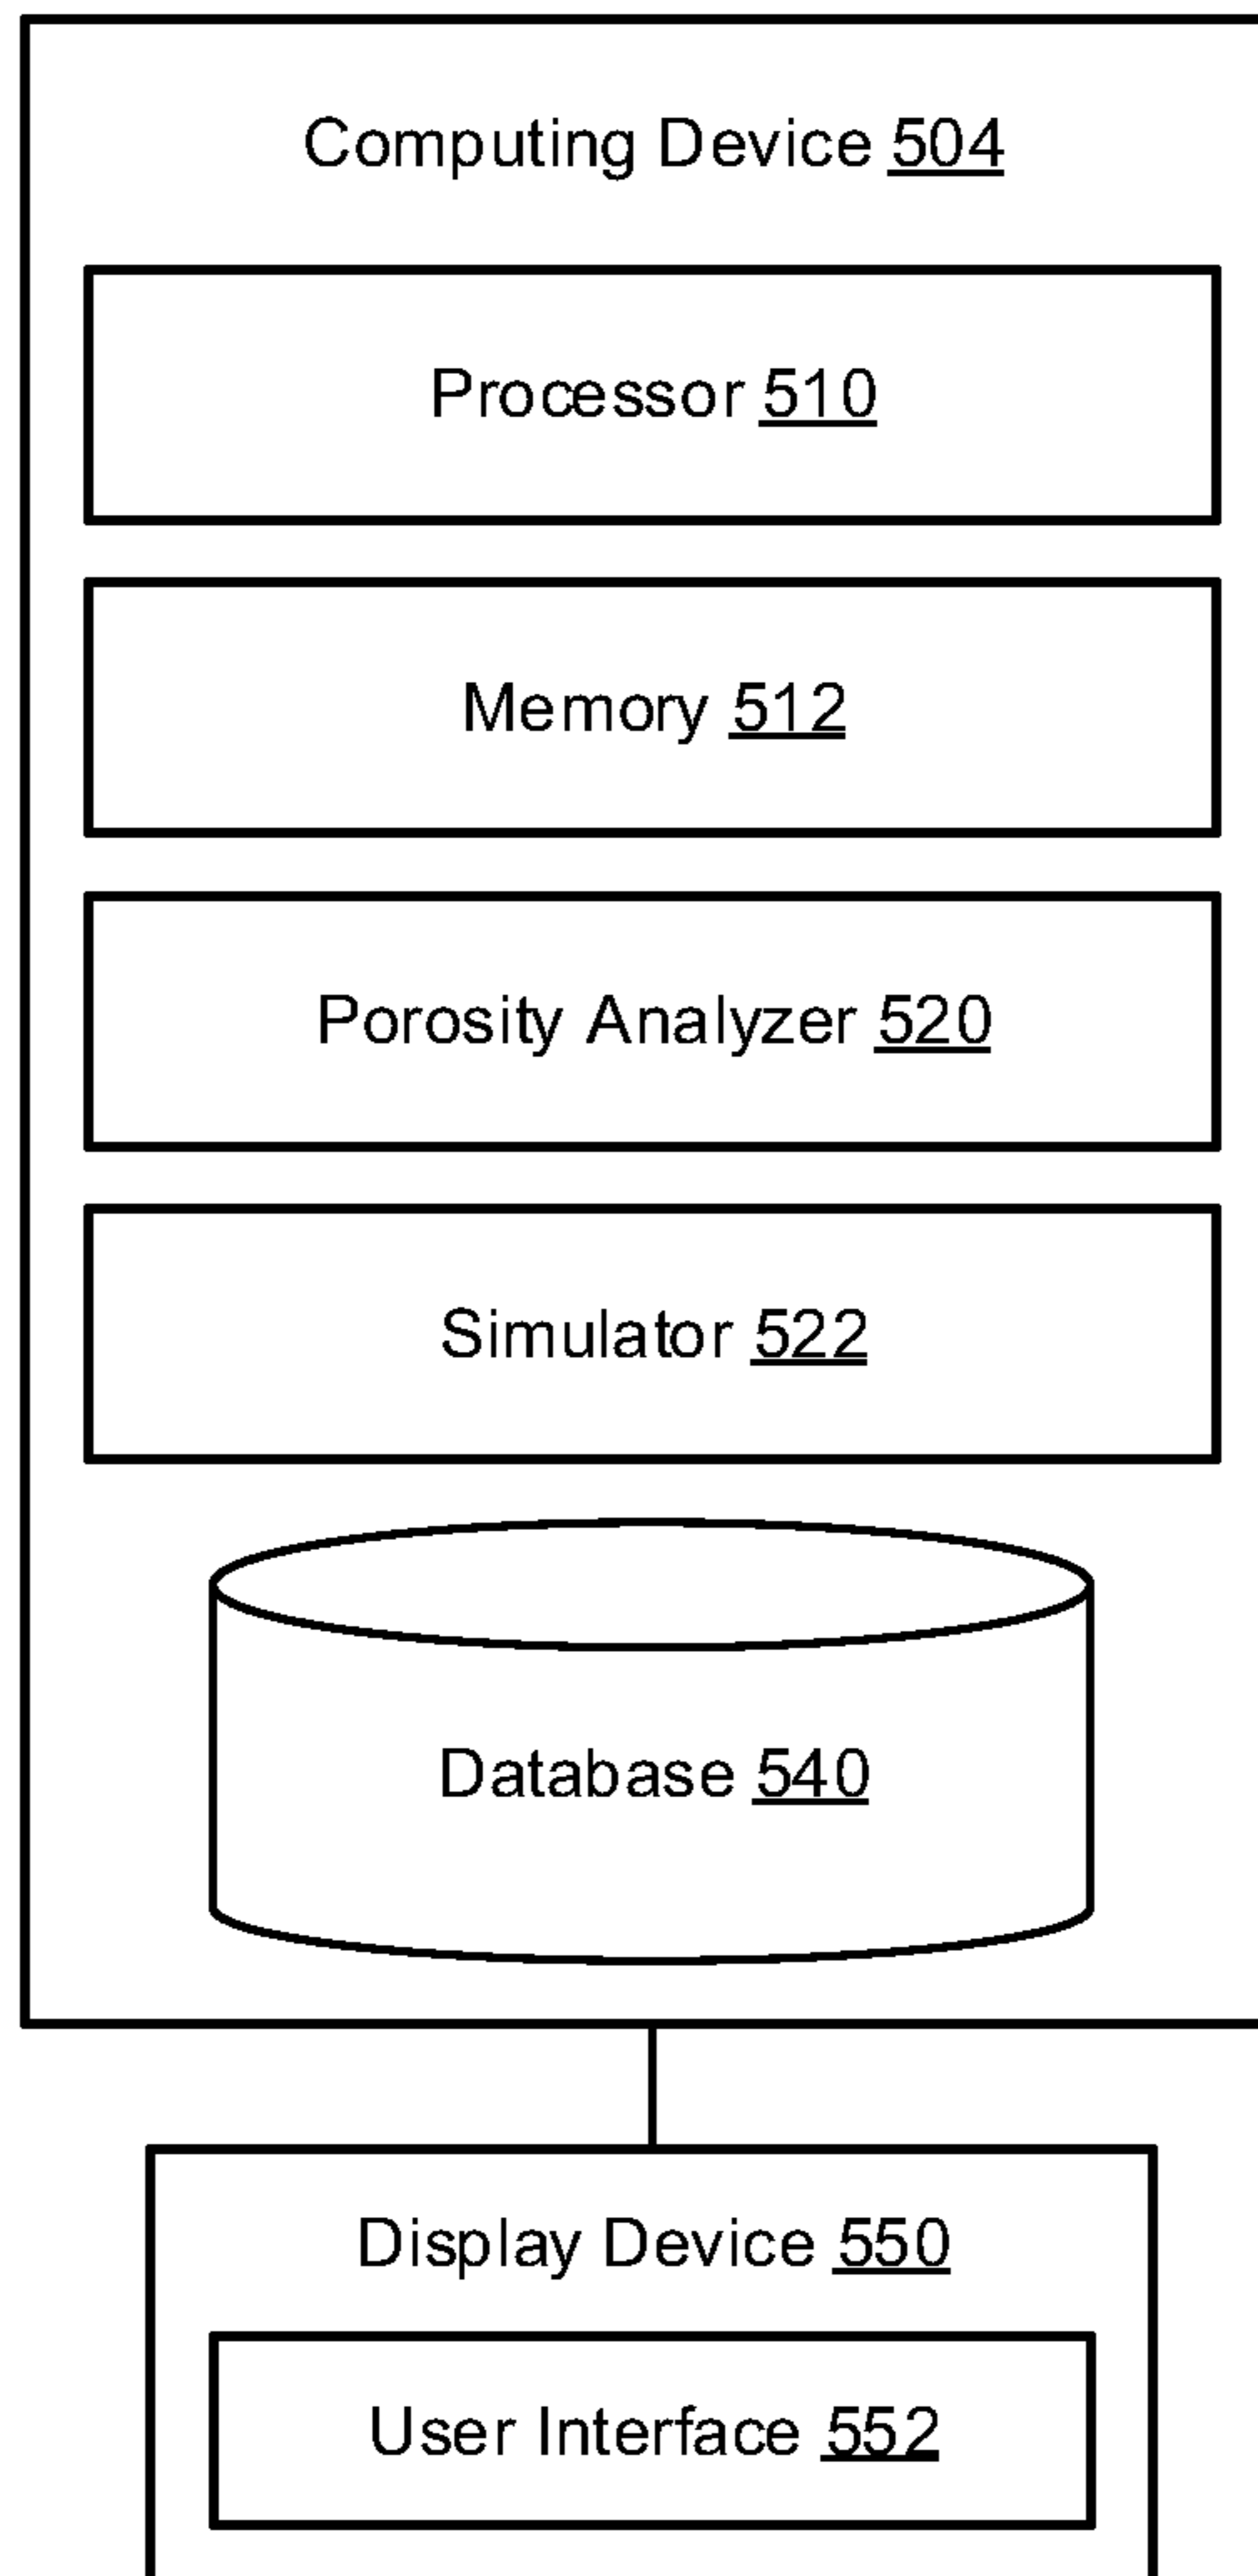 Computing Device 504
Processor 510
Memory 512
Porosity Analyzer 520
Simulator 522
Database 540
Display Device 550
User Interface 552